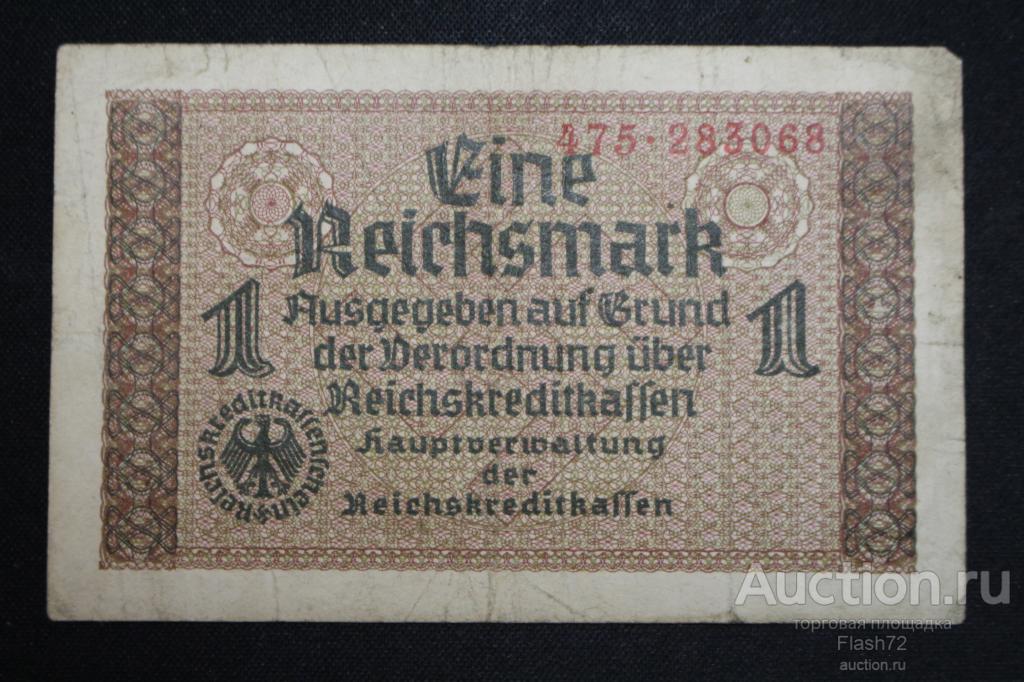 475·283068
Eine
Reichsmark
1 Ausgegeben auf Grund 1
der Verordnung über
Reichskreditkaſſen
Hauptverwaltung
der
Reichskreditkaſſen
Reichskreditkaſſenſchein
Auction.ru
торговая площадка
Flash72
auction.ru